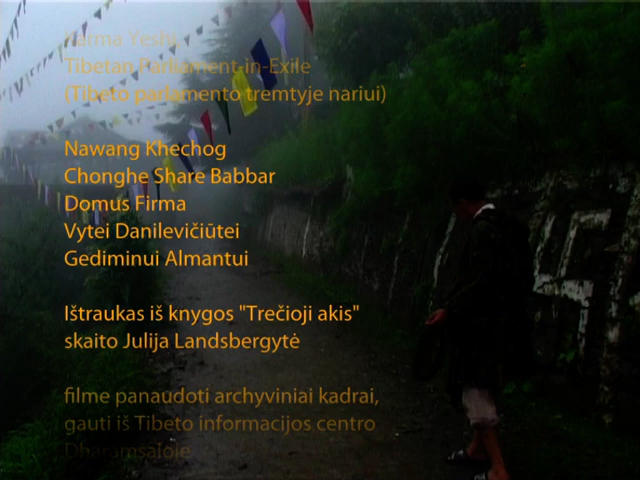 Karma Yeshi,
Tibetan Parliament-in-Exile
(Tibeto parlamento tremtyje nariui)
Nawang Khechog
Chonghe Share Babbar
Domus Firma
Vytei Danilevičiūtei
Gediminui Almantui
Ištraukas iš knygos "Trečioji akis"
skaito Julija Landsbergytė
filme panaudoti archyviniai kadrai,
gauti iš Tibeto informacijos centro
Dharamsaloje